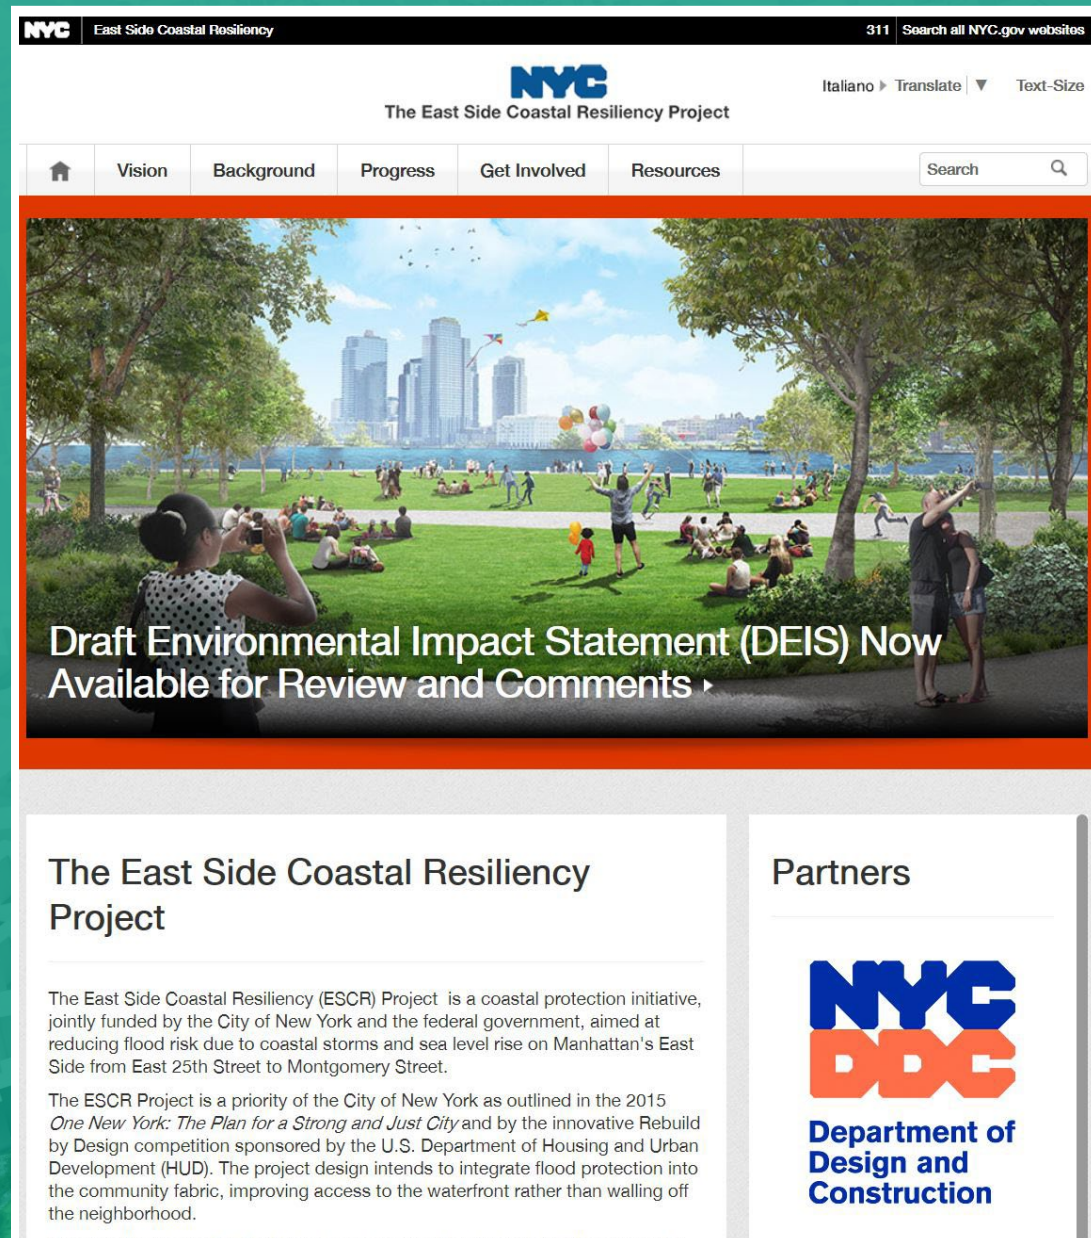 NYC East Side Coastal Resiliency 311 Search all NYC.gov websites
NYC
The East Side Coastal Resiliency Project
Italiano Translate ▼ Text-Size
Vision Background Progress Get Involved Resources Search
Draft Environmental Impact Statement (DEIS) Now
Available for Review and Comments
The East Side Coastal Resiliency
Project
The East Side Coastal Resiliency (ESCR) Project is a coastal protection initiative,
jointly funded by the City of New York and the federal government, aimed at
reducing flood risk due to coastal storms and sea level rise on Manhattan's East
Side from East 25th Street to Montgomery Street.
The ESCR Project is a priority of the City of New York as outlined in the 2015
One New York: The Plan for a Strong and Just City and by the innovative Rebuild
by Design competition sponsored by the U.S. Department of Housing and Urban
Development (HUD). The project design intends to integrate flood protection into
the community fabric, improving access to the waterfront rather than walling off
the neighborhood.
Partners
NYC
DDC
Department of
Design and
Construction